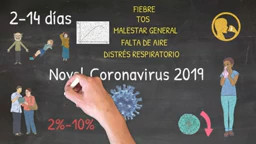 2-14 días
FIEBRE
TOS
MALESTAR GENERAL
FALTA DE AIRE
DISTRÉS RESPIRATORIO
Novel Coronavirus 2019
2%-10%